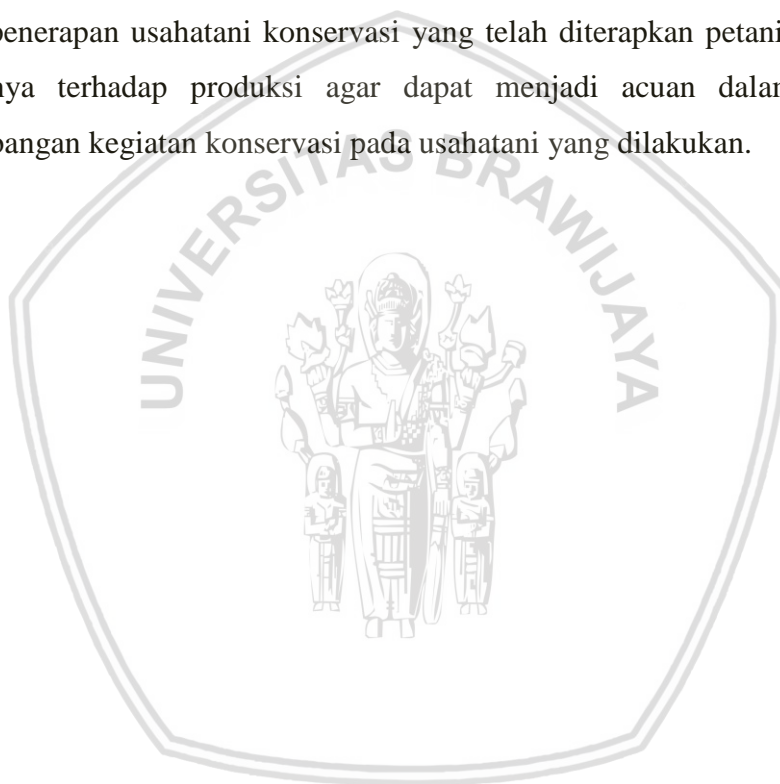 penerapan usahatani konservasi yang telah diterapkan petani
nya terhadap produksi agar dapat menjadi acuan dalam
bangan kegiatan konservasi pada usahatani yang dilakukan.
UNIVERSITAS BRAWIJAYA